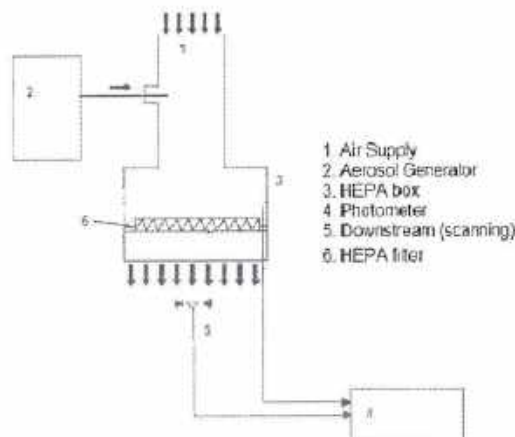 1
2
3
6
5
4
1 Air Supply
2. Aerosol Generator
3. HEPA box
4 Photometer
5. Downstream (scanning)
6. HEPA filter